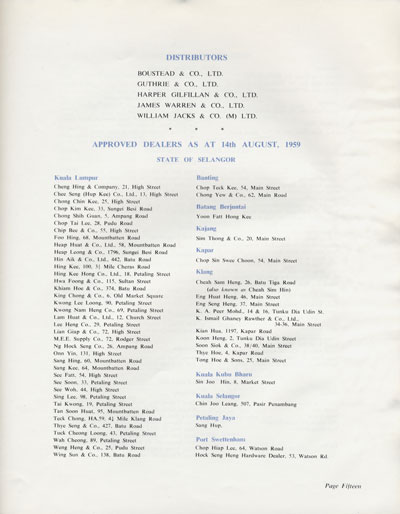 DISTRIBUTORS
BOUSTEAD & CO., LTD.
GUTHRIE & CO., LTD.
HARPER GILFILLAN & CO., LTD.
JAMES WARREN & CO., LTD.
WILLIAM JACKS & CO. (M) LTD.
* * *
APPROVED DEALERS AS AT 14th AUGUST, 1959
STATE OF SELANGOR
Kuala Lumpur
Chong Hing & Company, 21, High Street
Chee Seng (Hup Kee) Co., Ltd., 13, High Street
Chong Chin Kee, 25, High Street
Chop Kim Kee, 33, Sungei Besi Road
Chong Shih Guan, 5, Ampang Road
Chop Tai Lee, 28, Pudu Road
Chip Bee & Co., 55, High Street
Foo Hing, 68, Mountbatten Road
Heap Huat & Co., Ltd., 58, Mountbatten Road
Heap Leong & Co., 1796, Sungei Besi Road
Hin Aik & Co., Ltd., 442, Batu Road
Hing Kee, 100, 3½ Mile Cheras Road
Hing Kee Hong Co., Ltd., 18, Petaling Street
Hwa Foong & Co., 115, Sultan Street
Khiam Hoe & Co., 374, Batu Road
King Chong & Co., 6, Old Market Square
Kwong Lee Loong, 90, Petaling Street
Kwong Nam Heng Co., 69, Petaling Street
Lam Huat & Co., Ltd., 12, Church Street
Lee Heng Co., 29, Petaling Street
Lian Giap & Co., 72, High Street
M.E.E. Supply Co., 72, Rodger Street
Ng Hock Seng Co., 26, Ampang Road
Onn Yin, 131, High Street
Sang Hing, 60, Mountbatten Road
Sang Kee, 64, Mountbatten Road
See Fatt, 54, High Street
See Soon, 33, Petaling Street
See Woh, 44, High Street
Sing Lee, 98, Petaling Street
Tai Kwong, 19, Petaling Street
Tan Soon Huat, 95, Mountbatten Road
Teck Chong, HA.59, 4½ Mile Klang Road
Thye Seng & Co., 427, Batu Road
Tuck Cheong Loong, 43, Petaling Street
Wah Cheong, 89, Petaling Street
Weng Heng & Co., 25, Pudu Street
Wing Sun & Co., 138, Batu Road
Banting
Chop Teck Kee, 54, Main Street
Chong Yew & Co., 62, Main Road
Batang Berjuntai
Yoon Fatt Hong Kee
Kajang
Sim Thong & Co., 20, Main Street
Kapar
Chop Sin Swee Choon, 54, Main Street
Klang
Cheah Sam Heng, 26, Batu Tiga Road
(also known as Cheah Sim Hin)
Eng Huat Heng, 46, Main Street
Eng Seng Heng, 37, Main Street
K. A. Peer Mohd., 14 & 16, Tunku Dia Udin St.
K. Ismail Ghaney Rawther & Co., Ltd.,
34-36, Main Street
Kian Hua, 1197, Kapar Road
Koon Heng, 2, Tunku Dia Udin Street
Soon Siok & Co., 38/40, Main Street
Thye Hoe, 4, Kapar Road
Tong Hoe & Sons, 25, Main Street
Kuala Kubu Bharu
Sin Joo Hin, 8, Market Street
Kuala Selangor
Chin Joo Leang, 507, Pasir Penambang
Petaling Jaya
Sang Hop,
Port Swettenham
Chop Hiap Lee, 64, Watson Road
Hock Seng Heng Hardware Dealer, 53, Watson Rd.
Page Fifteen